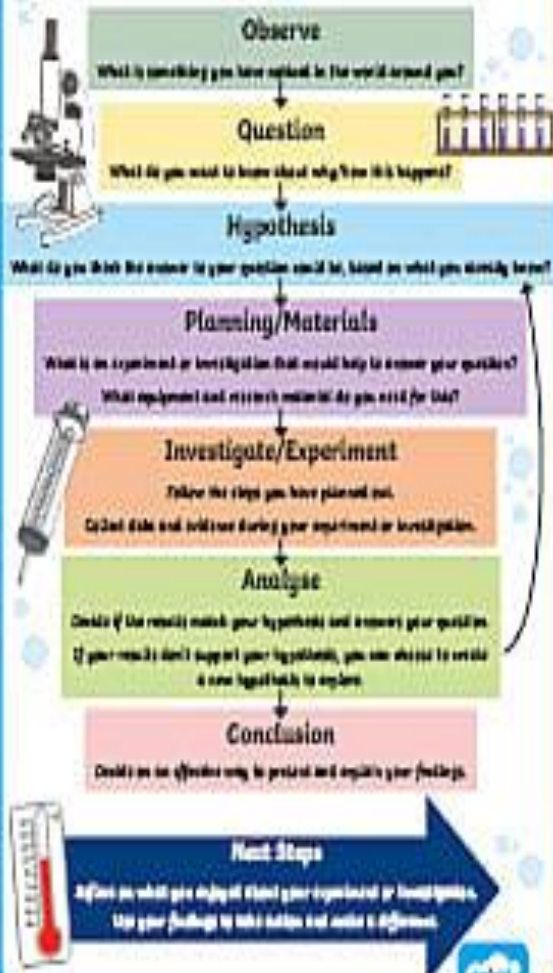 Observe
What is something you have noticed in the world around you?
Question
What do you want to know about why/how this happens?
Hypothesis
What do you think the answer to your question could be, based on what you already know?
Planning/Materials
What is an experiment or investigation that would help to answer your question?
What equipment and research material do you need for this?
Investigate/Experiment
Follow the steps you have planned out.
Collect data and evidence during your experiment or investigation.
Analyse
Decide if the results match your hypothesis and answers your question.
If your results don't support your hypothesis, you can choose to create
a new hypothesis to explore.
Conclusion
Decide on an effective way to present and explain your findings.
Next Steps
Reflect on what you enjoyed about your experiment or investigation.
Use your findings to take action and make a difference.